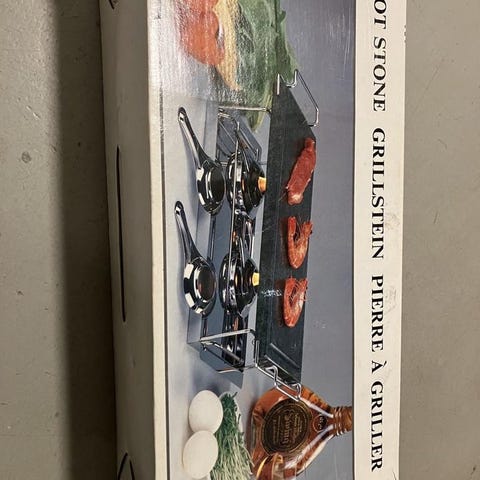 OT STONE GRILLSTEIN PIERRE À GRILLER